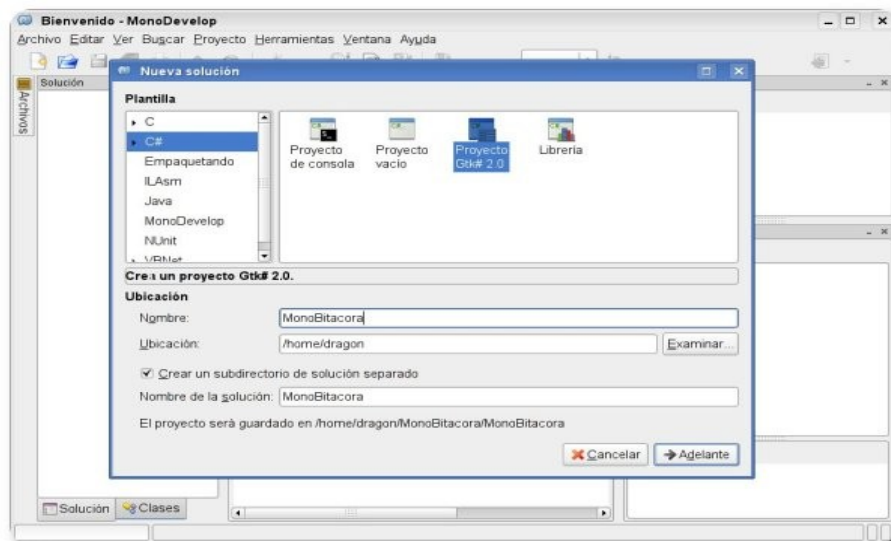 Bienvenido - MonoDevelop
Archivo Editar Ver Buscar Proyecto Herramientas Ventana Ayuda
Archivos
Solución
Nueva solución
Plantilla
C
C#
Empaquetando
ILAsm
Java
MonoDevelop
NUnit
VBNet
Proyecto de consola
Proyecto vacío
Proyecto Gtk# 2.0
Librería
Crea un proyecto Gtk# 2.0.
Ubicación
Nombre: MonoBitacora
Ubicación: /home/dragon Examinar...
Crear un subdirectorio de solución separado
Nombre de la solución: MonoBitacora
El proyecto será guardado en /home/dragon/MonoBitacora/MonoBitacora
Cancelar Adelante
Solución Clases